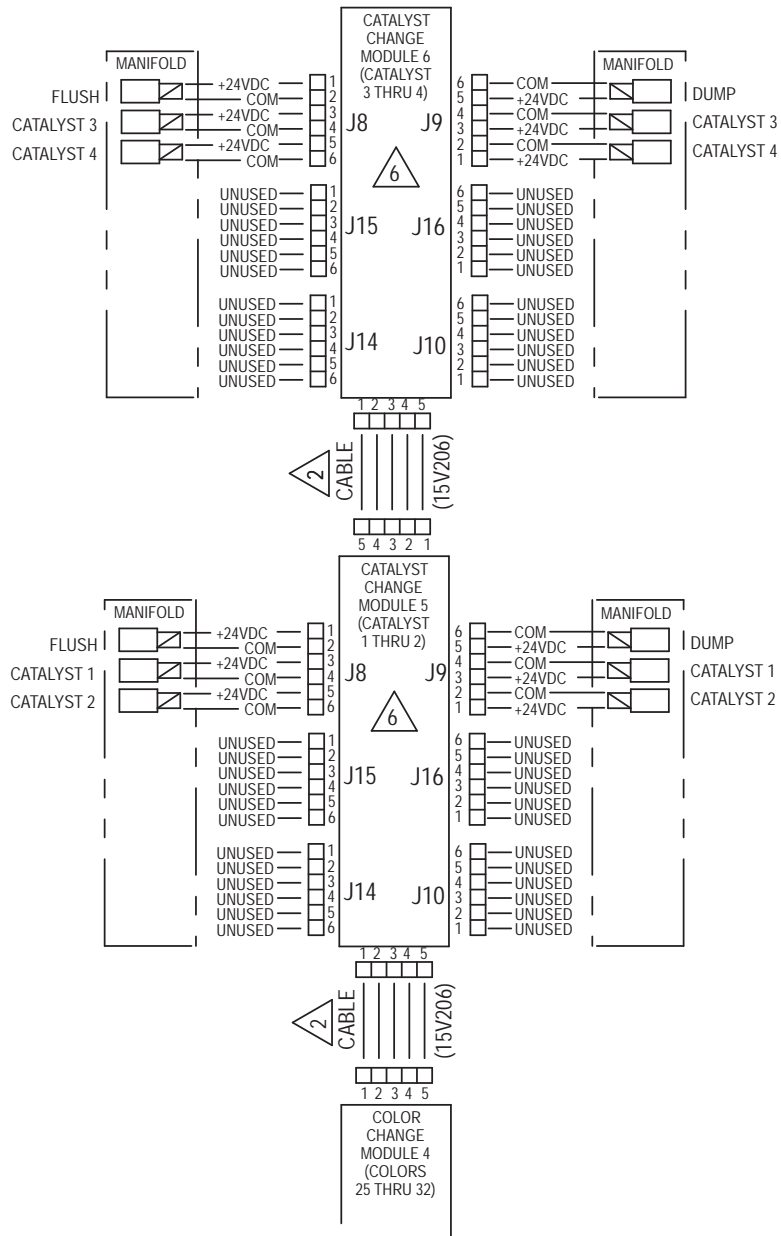 CATALYST
CHANGE
MODULE 6
(CATALYST
3 THRU 4)
MANIFOLD
MANIFOLD
FLUSH +24VDC 1 6 COM DUMP
COM 2 5 +24VDC
CATALYST 3 +24VDC 3 4 COM CATALYST 3
COM 4 J8 J9 3 +24VDC
CATALYST 4 +24VDC 5 2 COM CATALYST 4
COM 6 1 +24VDC
6
UNUSED 1 6 UNUSED
UNUSED 2 5 UNUSED
UNUSED 3 J15 J16 4 UNUSED
UNUSED 4 3 UNUSED
UNUSED 5 2 UNUSED
UNUSED 6 1 UNUSED
UNUSED 1 6 UNUSED
UNUSED 2 5 UNUSED
UNUSED 3 J14 J10 4 UNUSED
UNUSED 4 3 UNUSED
UNUSED 5 2 UNUSED
UNUSED 6 1 UNUSED
1 2 3 4 5
2 CABLE (15V206)
5 4 3 2 1
CATALYST
CHANGE
MODULE 5
(CATALYST
1 THRU 2)
MANIFOLD
MANIFOLD
FLUSH +24VDC 1 6 COM DUMP
COM 2 5 +24VDC
CATALYST 1 +24VDC 3 4 COM CATALYST 1
COM 4 J8 J9 3 +24VDC
CATALYST 2 +24VDC 5 2 COM CATALYST 2
COM 6 1 +24VDC
6
UNUSED 1 6 UNUSED
UNUSED 2 5 UNUSED
UNUSED 3 J15 J16 4 UNUSED
UNUSED 4 3 UNUSED
UNUSED 5 2 UNUSED
UNUSED 6 1 UNUSED
UNUSED 1 6 UNUSED
UNUSED 2 5 UNUSED
UNUSED 3 J14 J10 4 UNUSED
UNUSED 4 3 UNUSED
UNUSED 5 2 UNUSED
UNUSED 6 1 UNUSED
1 2 3 4 5
2 CABLE (15V206)
1 2 3 4 5
COLOR
CHANGE
MODULE 4
(COLORS
25 THRU 32)